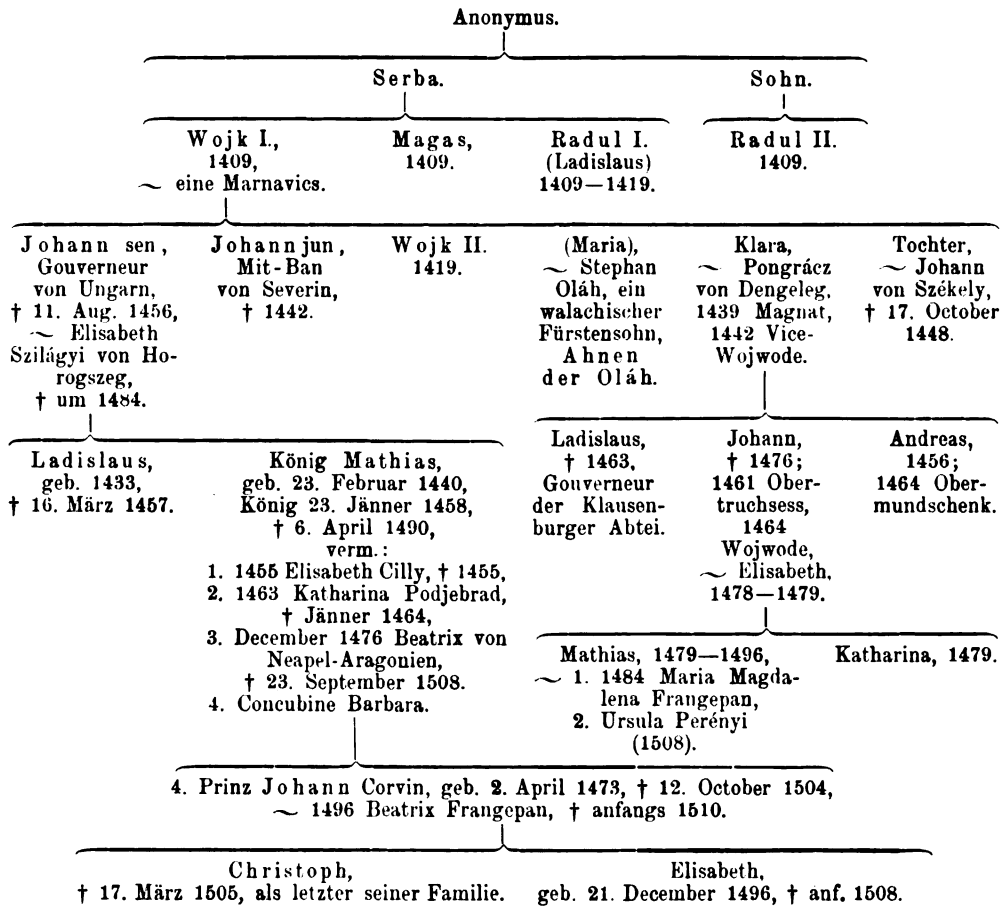 Anonymus.
Serba.
Sohn.
Wojk I.,
1409,
~ eine Marnavics.
Magas,
1409.
Radul I.
(Ladislaus)
1409—1419.
Radul II.
1409.
Johann sen,
Gouverneur
von Ungarn,
† 11. Aug. 1456,
~ Elisabeth
Szilágyi von Ho-
rogszeg,
† um 1484.
Johann jun,
Mit-Ban
von Severin,
† 1442.
Wojk II.
1419.
(Maria),
~ Stephan
Oláh, ein
walachischer
Fürstensohn,
Ahnen
der Oláh.
Klara,
~ Pongrácz
von Dengeleg,
1439 Magnat,
1442 Vice-
Wojwode.
Tochter,
~ Johann
von Székely,
† 17. October
1448.
Ladislaus,
geb. 1433,
† 16. März 1457.
König Mathias,
geb. 23. Februar 1440,
König 23. Jänner 1458,
† 6. April 1490,
verm.:
1. 1455 Elisabeth Cilly, † 1455,
2. 1463 Katharina Podjebrad,
† Jänner 1464,
3. December 1476 Beatrix von
Neapel-Aragonien,
† 23. September 1508.
4. Concubine Barbara.
Ladislaus,
† 1463,
Gouverneur
der Klausen-
burger Abtei.
Johann,
† 1476;
1461 Ober-
truchsess,
1464
Wojwode,
~ Elisabeth,
1478—1479.
Andreas,
1456;
1464 Ober-
mundschenk.
Mathias, 1479—1496,
~ 1. 1484 Maria Magda-
lena Frangepan,
2. Ursula Perényi
(1508).
Katharina, 1479.
4. Prinz Johann Corvin, geb. 2. April 1473, † 12. October 1504,
~ 1496 Beatrix Frangepan, † anfangs 1510.
Christoph,
† 17. März 1505, als letzter seiner Familie.
Elisabeth,
geb. 21. December 1496, † anf. 1508.